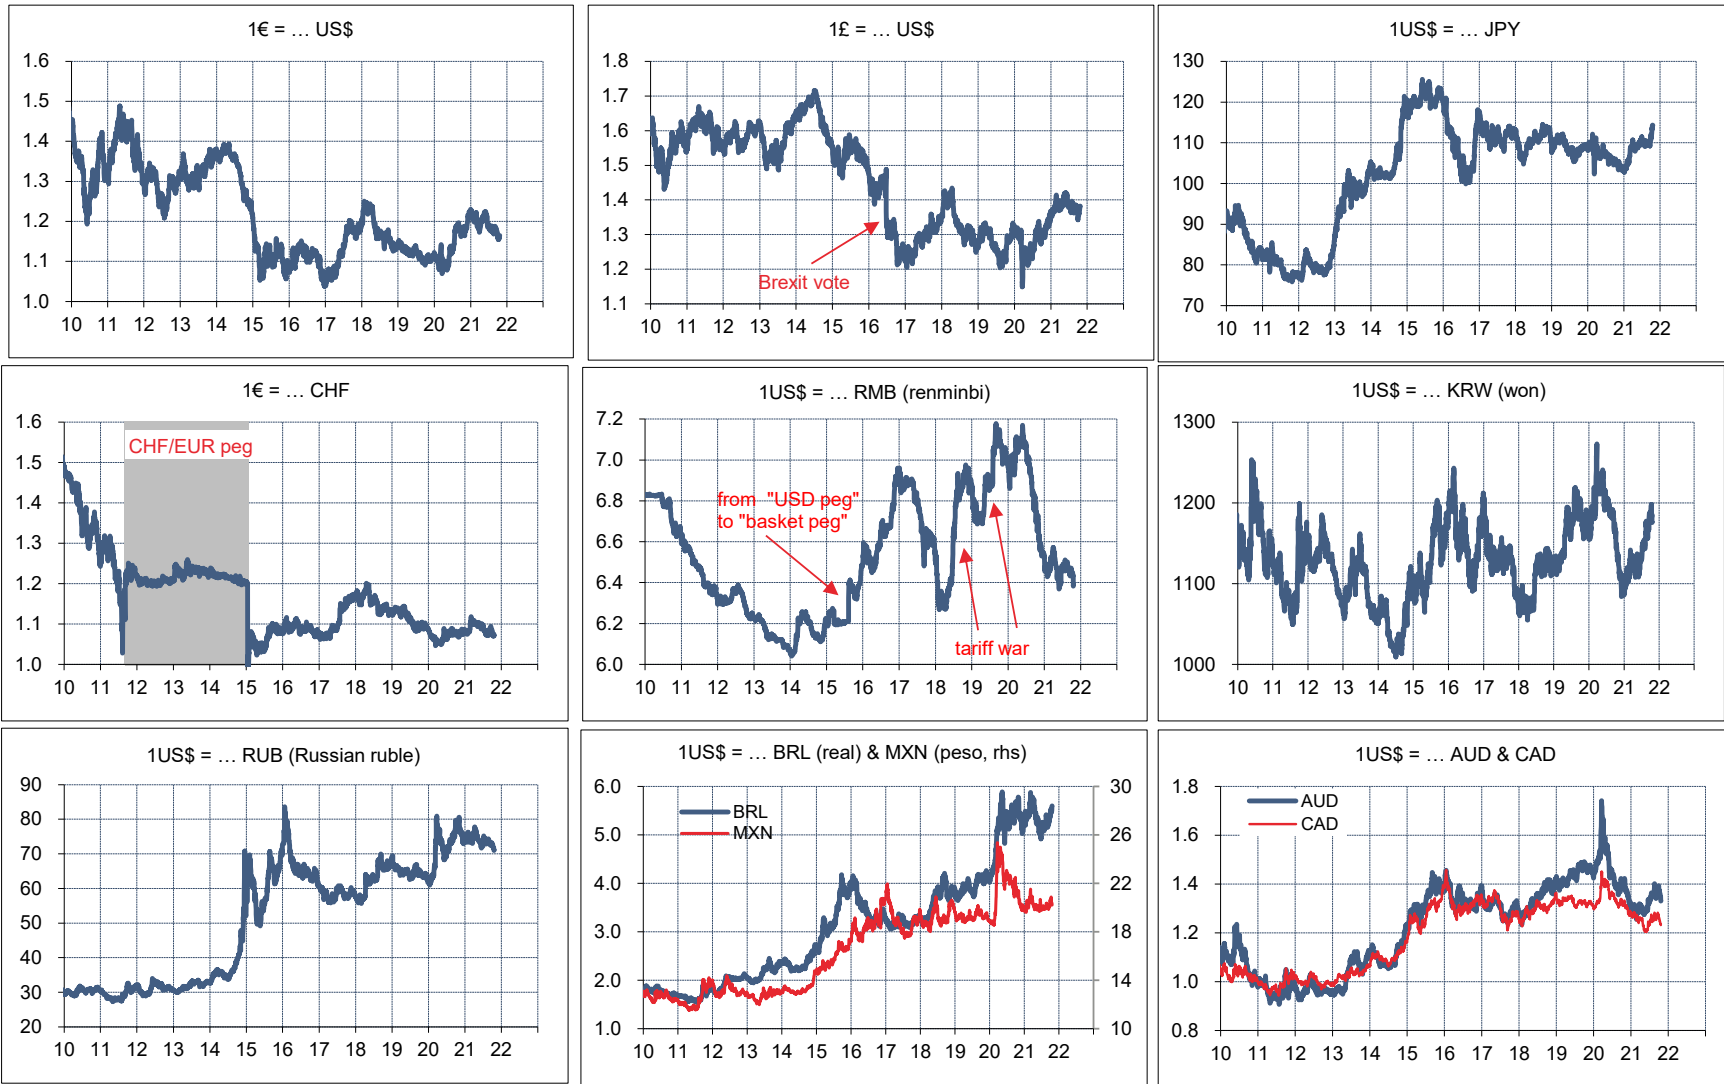 1€ = … US$
1.6
1.5
1.4
1.3
1.2
1.1
1.0
10 11 12 13 14 15 16 17 18 19 20 21 22
1£ = … US$
1.8
1.7
1.6
1.5
1.4
1.3
1.2
1.1
Brexit vote
10 11 12 13 14 15 16 17 18 19 20 21 22
1US$ = … JPY
130
120
110
100
90
80
70
10 11 12 13 14 15 16 17 18 19 20 21 22
1€ = … CHF
1.6
1.5
1.4
1.3
1.2
1.1
1.0
CHF/EUR peg
10 11 12 13 14 15 16 17 18 19 20 21 22
1US$ = … RMB (renminbi)
7.2
7.0
6.8
6.6
6.4
6.2
6.0
from "USD peg"
to "basket peg"
tariff war
10 11 12 13 14 15 16 17 18 19 20 21 22
1US$ = … KRW (won)
1300
1200
1100
1000
10 11 12 13 14 15 16 17 18 19 20 21 22
1US$ = … RUB (Russian ruble)
90
80
70
60
50
40
30
20
10 11 12 13 14 15 16 17 18 19 20 21 22
1US$ = … BRL (real) & MXN (peso, rhs)
6.0
5.0
4.0
3.0
2.0
1.0
BRL
MXN
30
26
22
18
14
10
10 11 12 13 14 15 16 17 18 19 20 21 22
1US$ = … AUD & CAD
1.8
1.6
1.4
1.2
1.0
0.8
AUD
CAD
10 11 12 13 14 15 16 17 18 19 20 21 22